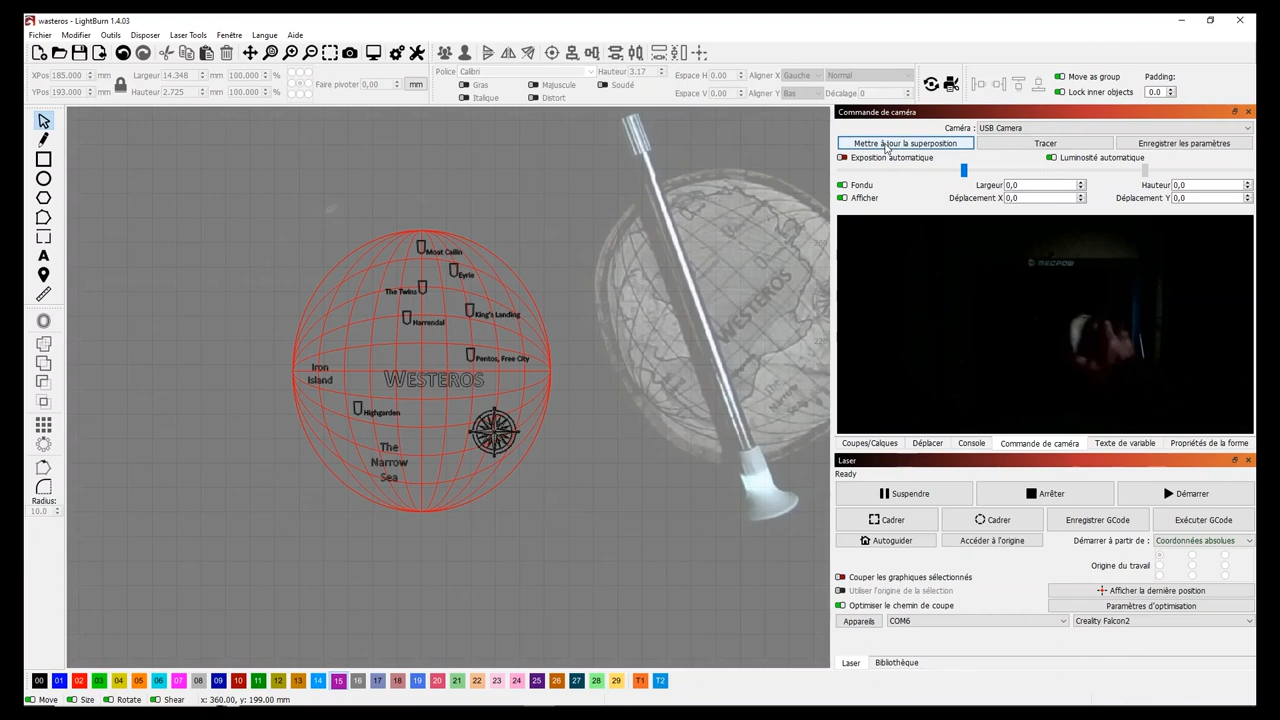 wasteros - LightBurn 1.4.03
Fichier Modifier Outils Disposer Laser Tools Fenêtre Langue Aide
XPos 185.000 mm Largeur 14.348 mm 100.000 % Police Calibri Hauteur 3.17 Espace H 0.00 Aligner X Gauche Normal Move as group Padding:
Faire pivoter 0,00 mm Gras Majuscule Soudé
YPos 193.000 mm Hauteur 2.725 mm 100.000 % Italique Distort Espace V 0.00 Aligner Y Bas Décalage 0 Lock inner objects 0.0
Commande de caméra
Caméra : USB Camera
Mettre à jour la superposition Tracer Enregistrer les paramètres
Exposition automatique Luminosité automatique
Fondu Largeur 0,0 Hauteur 0,0
Afficher Déplacement X 0,0 Déplacement Y 0,0
MECPOW
Moat Cailin
Eyrie
The Twins
King's Landing
Harrendal
Pentos, Free City
Iron
Island
Westeros
Highgarden
The
Narrow
Sea
WESTEROS
Radius:
10.0
Coupes/Calques Déplacer Console Commande de caméra Texte de variable Propriétés de la forme
Laser
Ready
Suspendre Arrêter Démarrer
Cadrer Cadrer Enregistrer GCode Exécuter GCode
Autoguider Accéder à l'origine Démarrer à partir de : Coordonnées absolues
Origine du travail
Couper les graphiques sélectionnés
Utiliser l'origine de la sélection Afficher la dernière position
Optimiser le chemin de coupe Paramètres d'optimisation
Appareils COM6 Creality Falcon2
Laser Bibliothèque
00 01 02 03 04 05 06 07 08 09 10 11 12 13 14 15 16 17 18 19 20 21 22 23 24 25 26 27 28 29 T1 T2
Move Size Rotate Shear x: 360.00, y: 199.00 mm